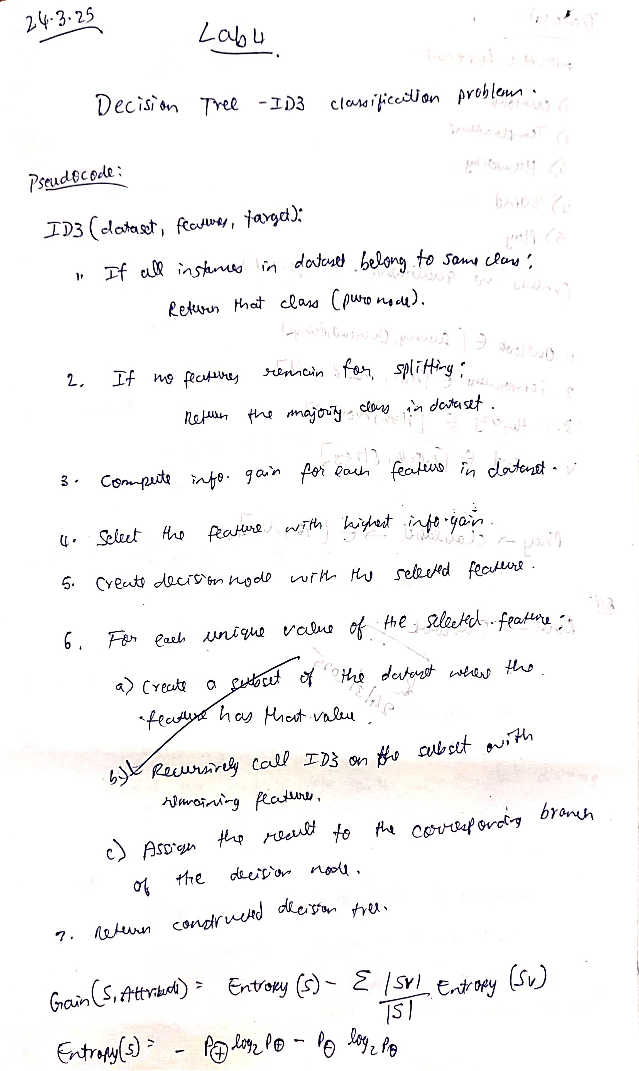 24.3.25
Lab 4
Decision Tree - ID3 classification problem.
Pseudocode:
ID3 (dataset, features, target):
1. If all instances in dataset belong to same class:
Return that class (pure node).
2. If no features remain for splitting:
Return the majority class in dataset.
3. Compute info. gain for each feature in dataset.
4. Select the feature with highest info. gain.
5. Create decision node with the selected feature.
6. For each unique value of the selected feature:
a) Create a subset of the dataset where the
feature has that value.
b) Recursively call ID3 on the subset with
remaining features.
c) Assign the result to the corresponding branch
of the decision node.
7. Return constructed decision tree.
Gain (S, Attribute) = Entropy (S) - Σ |Sv|/|S| Entropy (Sv)
Entropy(S) = - P⊕ log₂ P⊕ - P⊖ log₂ P⊖